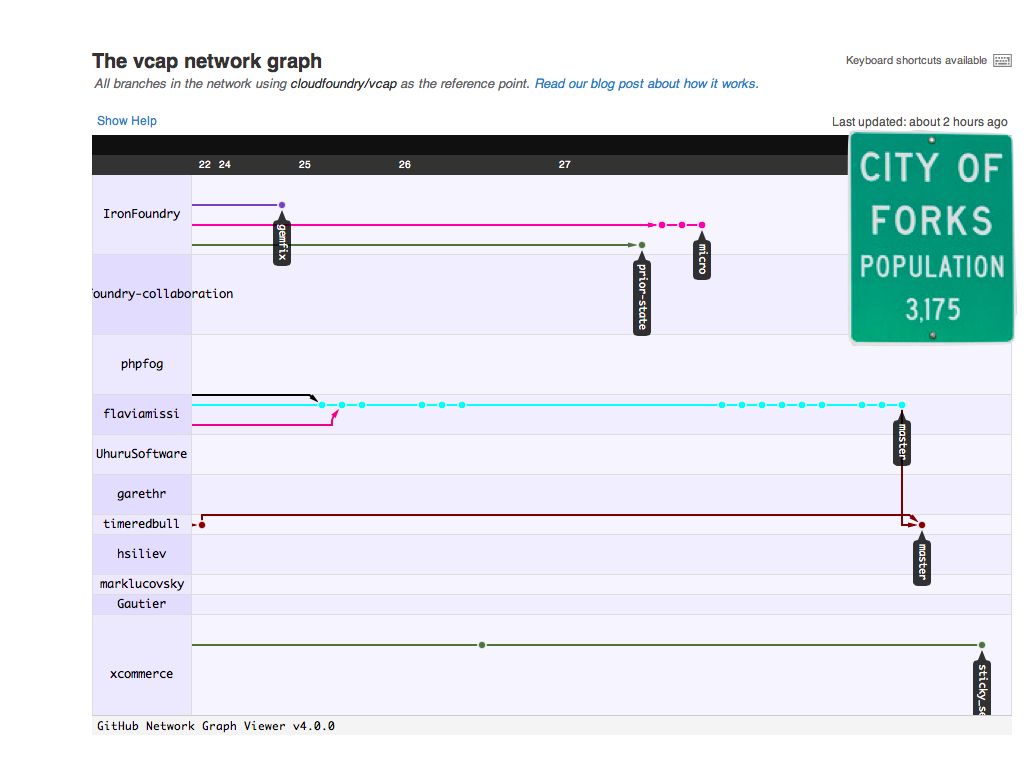 The vcap network graph
Keyboard shortcuts available
All branches in the network using cloudfoundry/vcap as the reference point. Read our blog post about how it works.
Show Help
Last updated: about 2 hours ago
22 24 25 26 27
CITY OF
FORKS
POPULATION
3,175
IronFoundry
gemfix
micro
prior-state
foundry-collaboration
phpfog
flaviamissi
master
UhuruSoftware
garethr
timeredbull
master
hsiliev
marklucovsky
Gautier
xcommerce
sticky_se
GitHub Network Graph Viewer v4.0.0